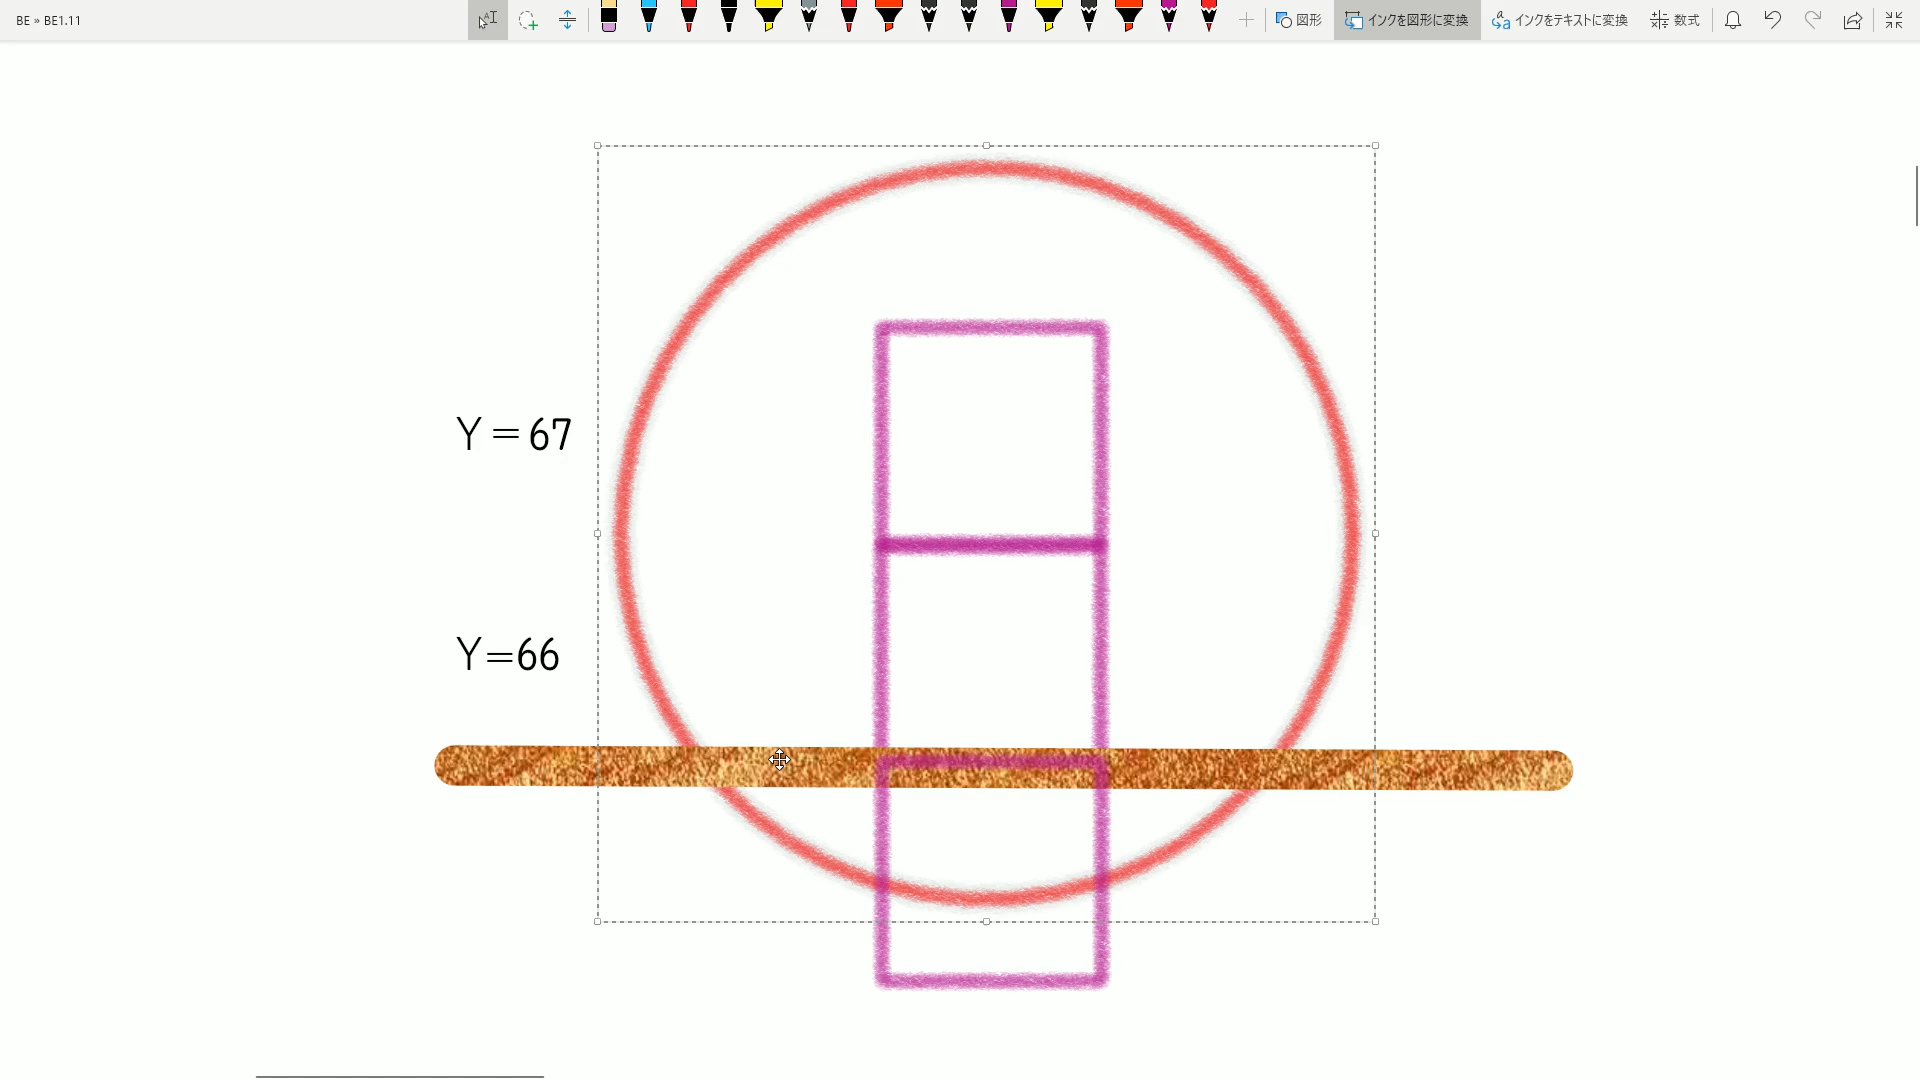 BE » BE1.11
図形
インクを図形に変換
インクをテキストに変換
数式
Y＝67
Y=66